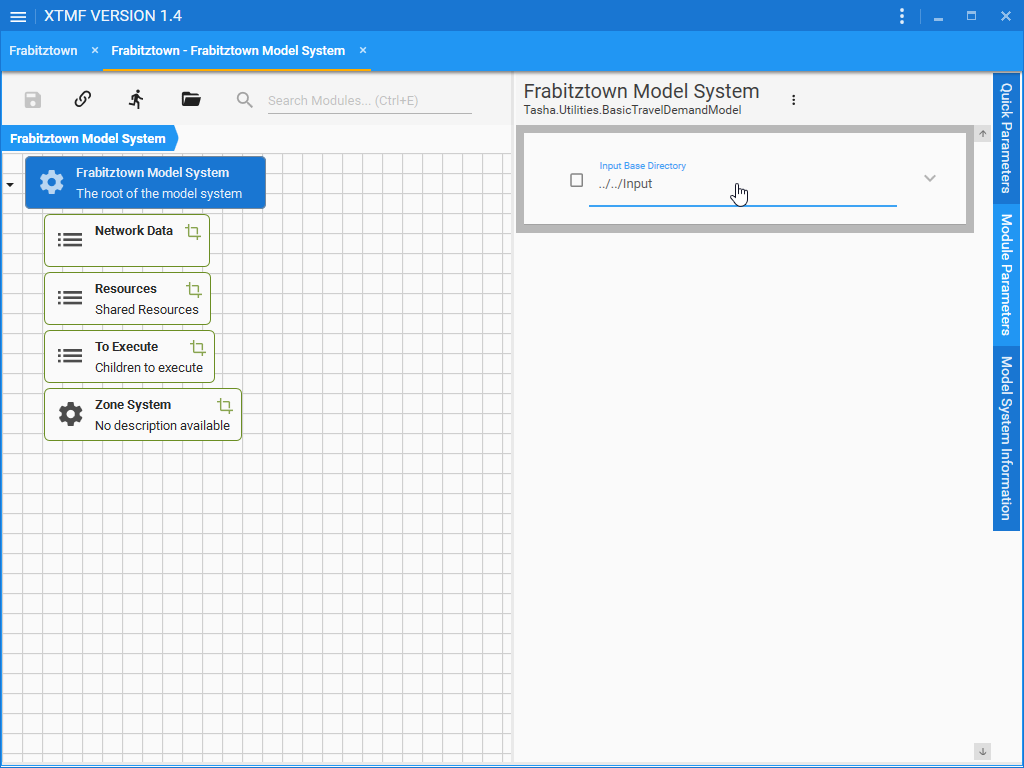 XTMF VERSION 1.4
Frabitztown
Frabitztown - Frabitztown Model System
Search Modules... (Ctrl+E)
Frabitztown Model System
Frabitztown Model System
The root of the model system
Network Data
Resources
Shared Resources
To Execute
Children to execute
Zone System
No description available
Frabitztown Model System
Tasha.Utilities.BasicTravelDemandModel
Input Base Directory
../../Input
Quick Parameters
Module Parameters
Model System Information